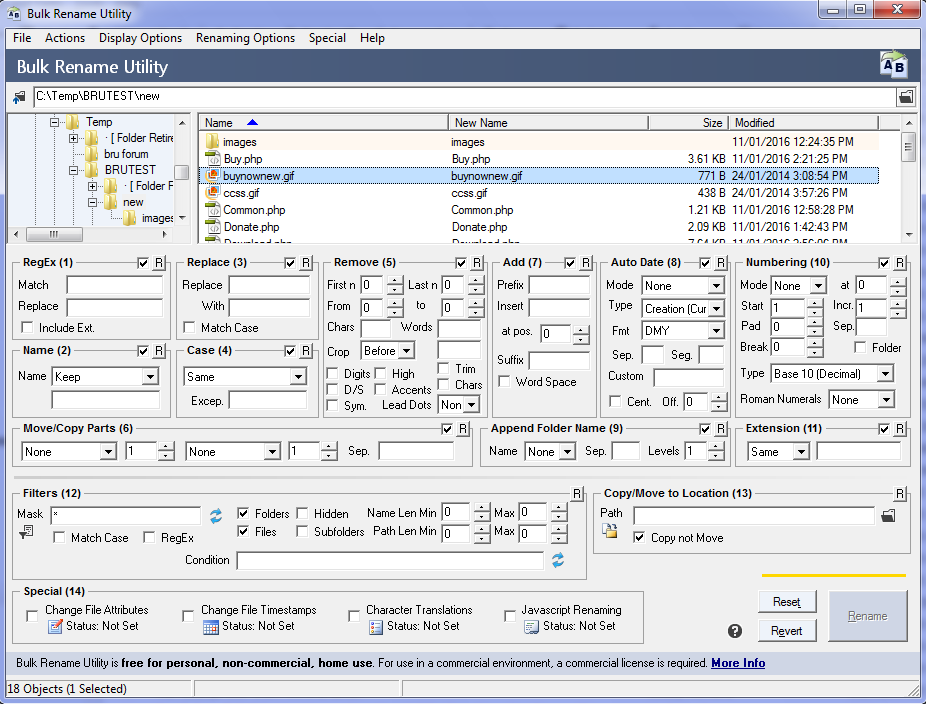 Bulk Rename Utility
File Actions Display Options Renaming Options Special Help
Bulk Rename Utility
C:\Temp\BRUTEST\new
Temp
· [ Folder Retire
bru forum
BRUTEST
· [ Folder F
new
images
Name New Name Size Modified
images images 11/01/2016 12:24:35 PM
Buy.php Buy.php 3.61 KB 11/01/2016 2:21:25 PM
buynownew.gif buynownew.gif 771 B 24/01/2014 3:08:54 PM
ccss.gif ccss.gif 438 B 24/01/2014 3:57:26 PM
Common.php Common.php 1.21 KB 11/01/2016 12:58:28 PM
Donate.php Donate.php 2.09 KB 11/01/2016 1:42:43 PM
RegEx (1) R
Match
Replace
Include Ext.
Name (2) R
Name Keep
Replace (3) R
Replace
With
Match Case
Case (4) R
Same
Excep.
Remove (5) R
First n 0 Last n 0
From 0 to 0
Chars Words
Crop Before
Digits High Trim
D/S Accents Chars
Sym. Lead Dots Non
Add (7) R
Prefix
Insert
at pos. 0
Suffix
Word Space
Auto Date (8) R
Mode None
Type Creation (Cur
Fmt DMY
Sep. Seg.
Custom
Cent. Off. 0
Numbering (10) R
Mode None at 0
Start 1 Incr. 1
Pad 0 Sep.
Break 0 Folder
Type Base 10 (Decimal)
Roman Numerals None
Move/Copy Parts (6) R
None 1 None 1 Sep.
Append Folder Name (9) R
Name None Sep. Levels 1
Extension (11) R
Same
Filters (12) R
Mask * Folders Hidden Name Len Min 0 Max 0
Files Subfolders Path Len Min 0 Max 0
Match Case RegEx
Condition
Copy/Move to Location (13) R
Path
Copy not Move
Special (14)
Change File Attributes
Status: Not Set
Change File Timestamps
Status: Not Set
Character Translations
Status: Not Set
Javascript Renaming
Status: Not Set
Reset
Revert
Rename
Bulk Rename Utility is free for personal, non-commercial, home use. For use in a commercial environment, a commercial license is required. More Info
18 Objects (1 Selected)